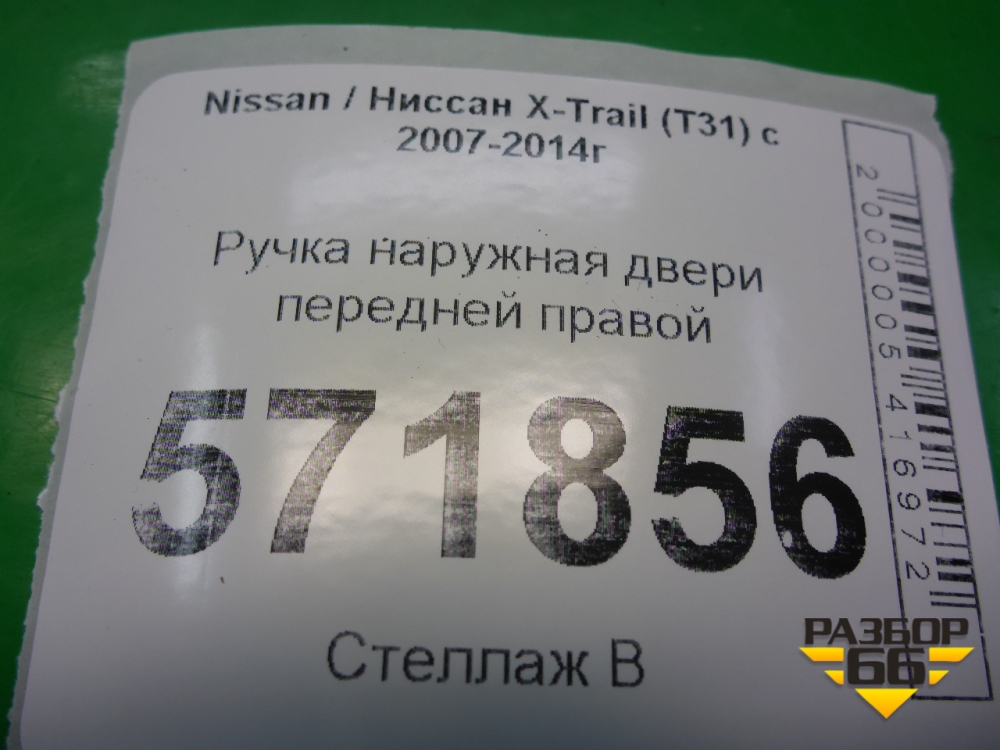 Nissan / Ниссан X-Trail (T31) с
2007-2014г
Ручка наружная двери
передней правой
571856
Стеллаж В
2000005416972
РАЗБОР
66